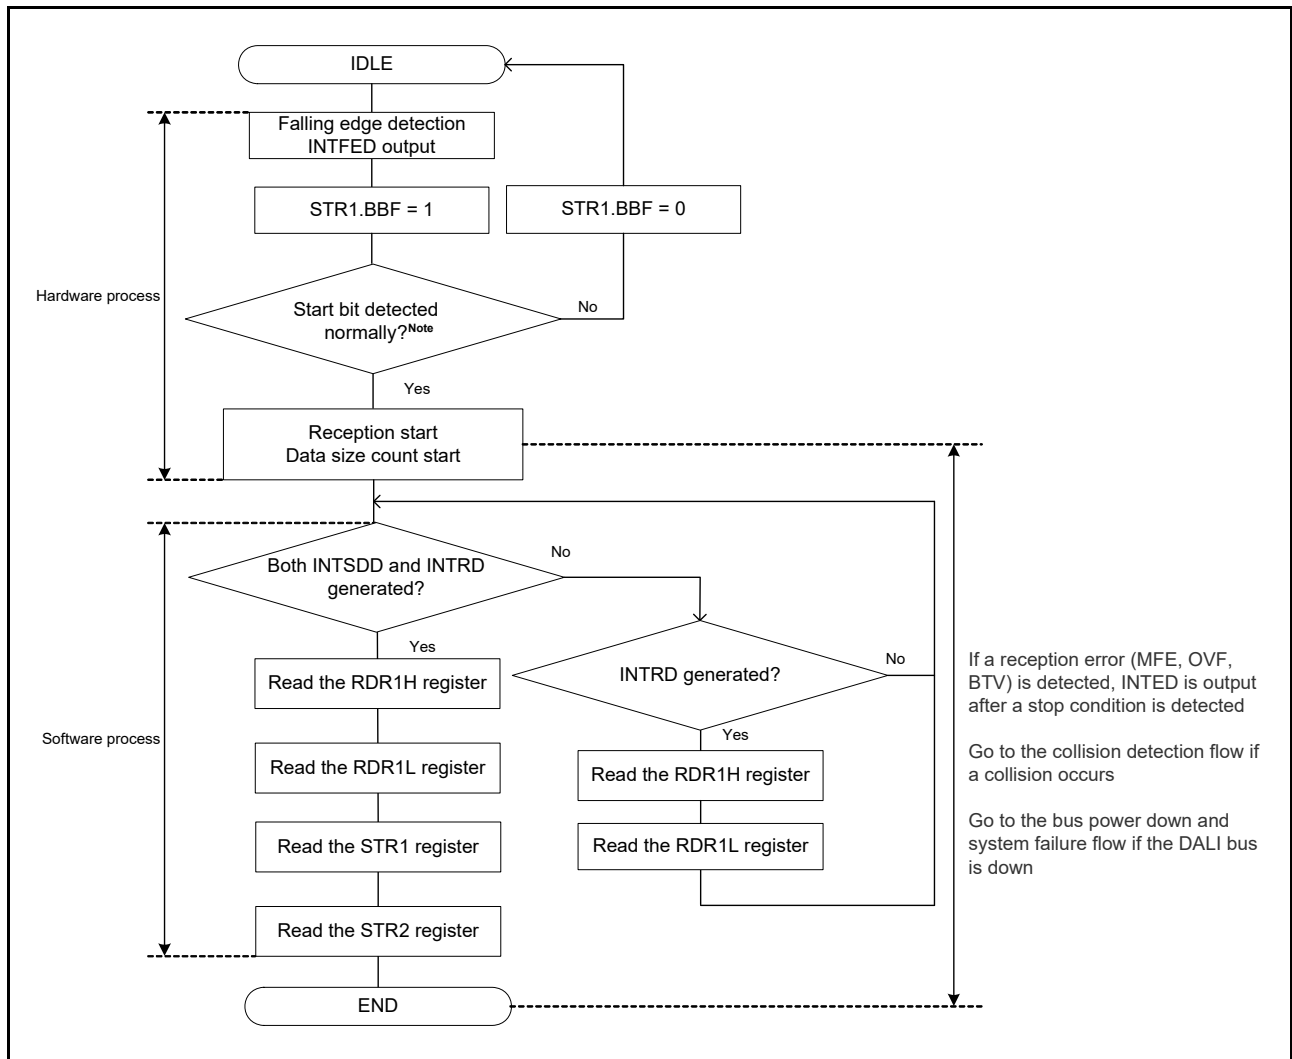 IDLE
Falling edge detection
INTFED output
STR1.BBF = 1
STR1.BBF = 0
Hardware process
Start bit detected
normally?Note
No
Yes
Reception start
Data size count start
Both INTSDD and INTRD
generated?
No
Yes
INTRD generated?
No
Yes
Software process
Read the RDR1H register
Read the RDR1L register
Read the STR1 register
Read the STR2 register
Read the RDR1H register
Read the RDR1L register
END
If a reception error (MFE, OVF,
BTV) is detected, INTED is output
after a stop condition is detected
Go to the collision detection flow if
a collision occurs
Go to the bus power down and
system failure flow if the DALI bus
is down